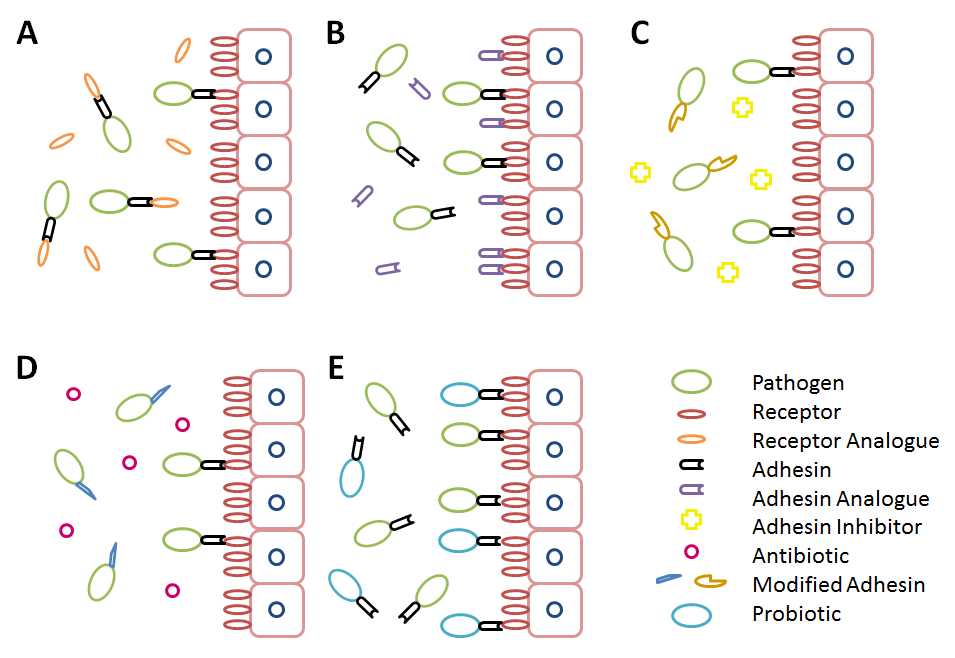 A
B
C
D
E
Pathogen
Receptor
Receptor Analogue
Adhesin
Adhesin Analogue
Adhesin Inhibitor
Antibiotic
Modified Adhesin
Probiotic